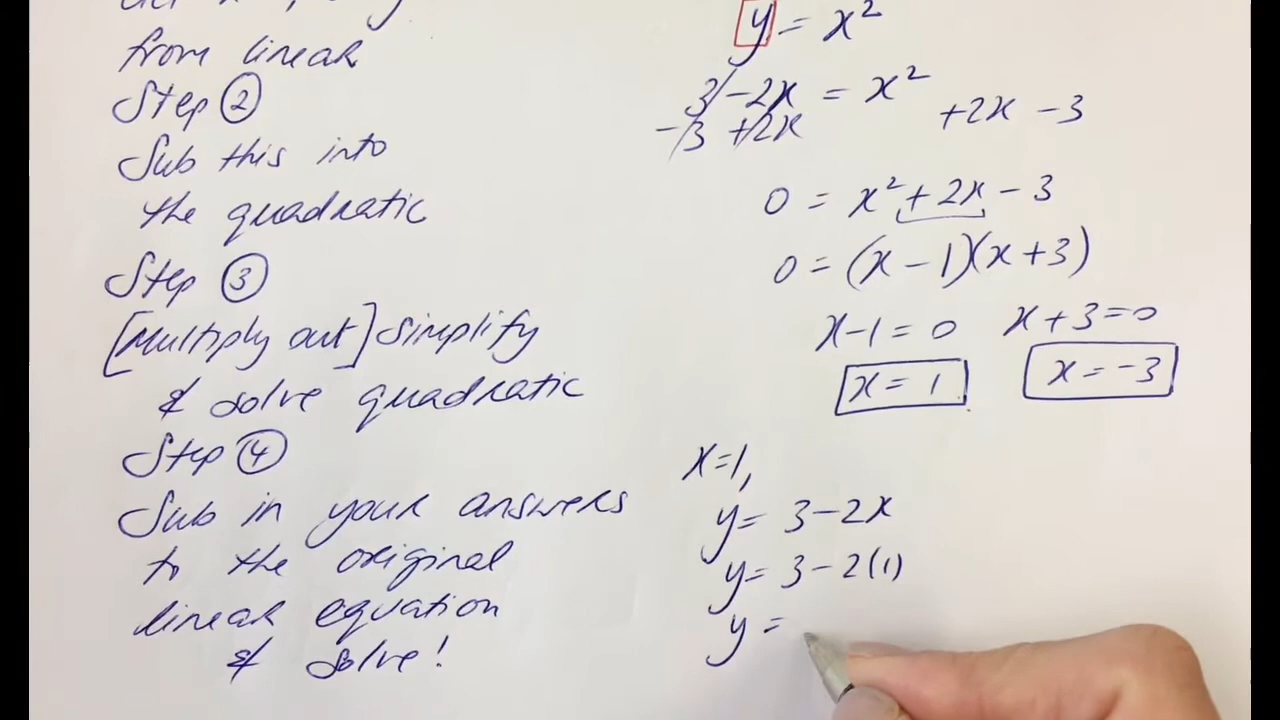 from linear
Step ②
Sub this into
the quadratic
Step ③
[Multiply out] Simplify
& solve quadratic
Step ④
Sub in your answers
to the original
linear equation
& solve!
y = x²
3 - 2x = x²
-3 +2x +2x - 3
0 = x² + 2x - 3
0 = (x - 1)(x + 3)
x - 1 = 0 x + 3 = 0
x = 1 x = -3
x = 1,
y = 3 - 2x
y = 3 - 2(1)
y =